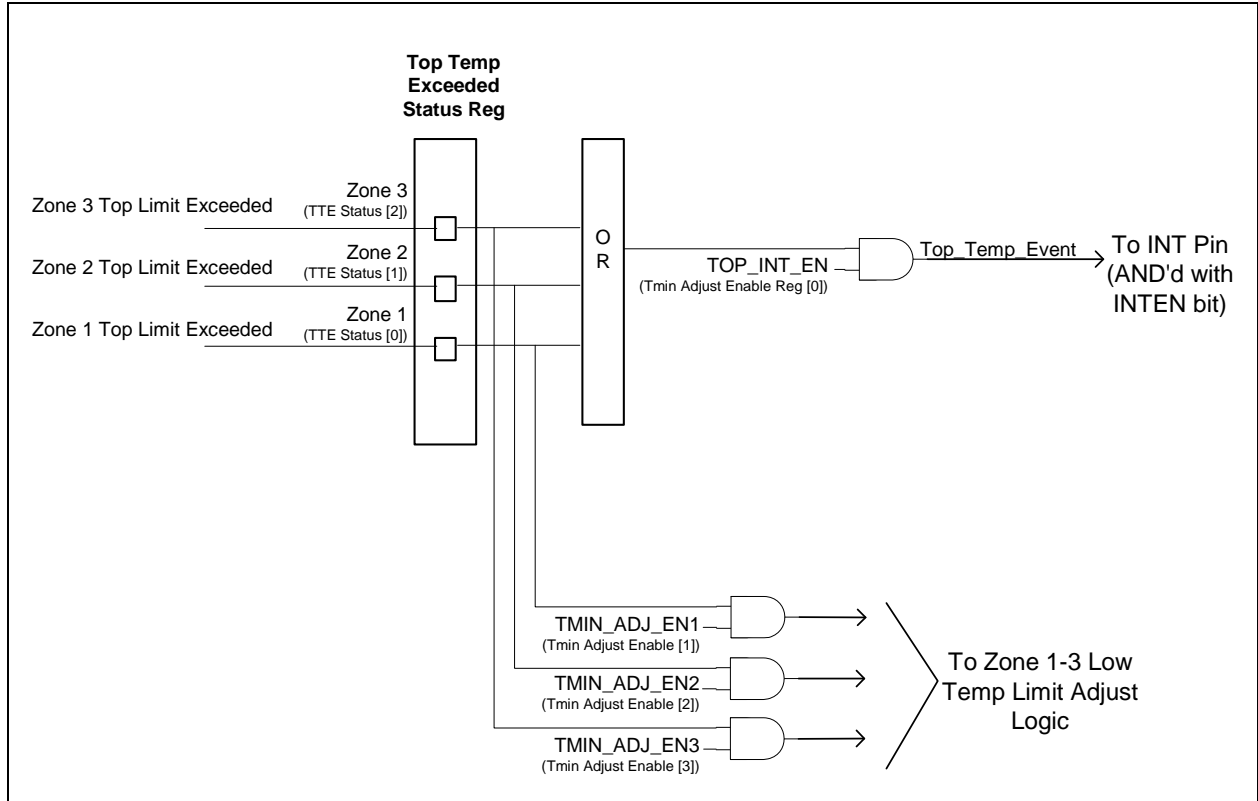 Top Temp
Exceeded
Status Reg
Zone 3 Top Limit Exceeded
Zone 3
(TTE Status [2])
Zone 2 Top Limit Exceeded
Zone 2
(TTE Status [1])
Zone 1 Top Limit Exceeded
Zone 1
(TTE Status [0])
O
R
TOP_INT_EN
(Tmin Adjust Enable Reg [0])
Top_Temp_Event
To INT Pin
(AND'd with
INTEN bit)
TMIN_ADJ_EN1
(Tmin Adjust Enable [1])
TMIN_ADJ_EN2
(Tmin Adjust Enable [2])
TMIN_ADJ_EN3
(Tmin Adjust Enable [3])
To Zone 1-3 Low
Temp Limit Adjust
Logic